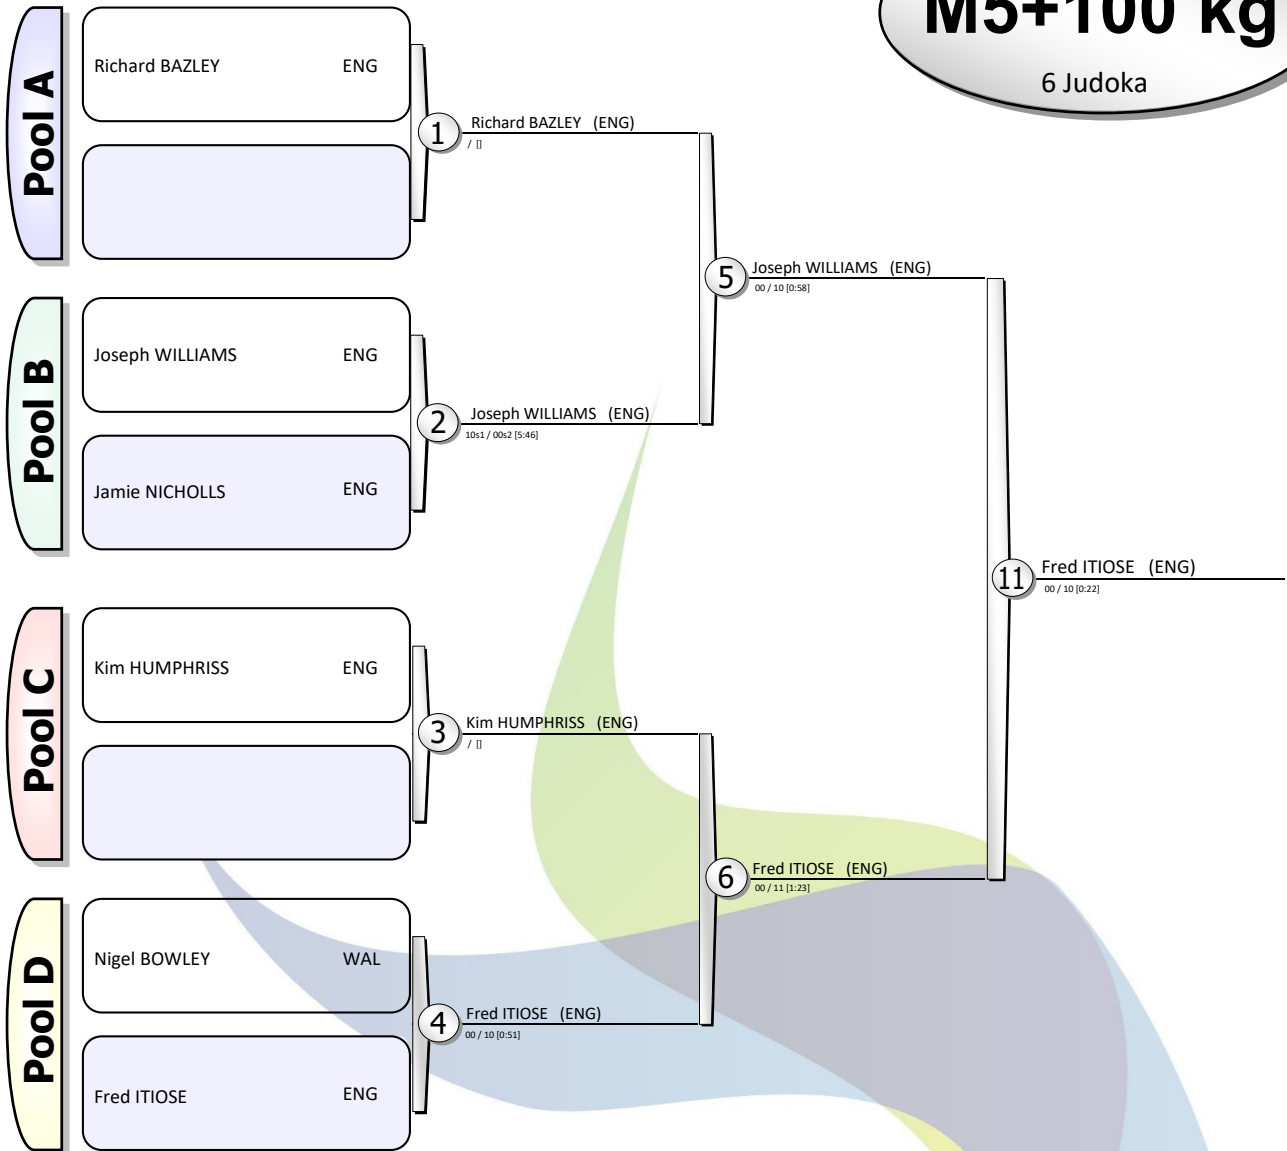 M5+100 kg
6 Judoka
Pool A
Richard BAZLEY ENG
1 Richard BAZLEY (ENG)
/ []
5 Joseph WILLIAMS (ENG)
00 / 10 [0:58]
Pool B
Joseph WILLIAMS ENG
2 Joseph WILLIAMS (ENG)
10s1 / 00s2 [5:46]
Jamie NICHOLLS ENG
11 Fred ITIOSE (ENG)
00 / 10 [0:22]
Pool C
Kim HUMPHRISS ENG
3 Kim HUMPHRISS (ENG)
/ []
6 Fred ITIOSE (ENG)
00 / 11 [1:23]
Pool D
Nigel BOWLEY WAL
4 Fred ITIOSE (ENG)
00 / 10 [0:51]
Fred ITIOSE ENG